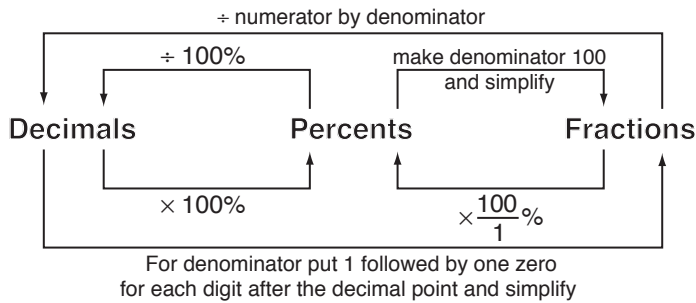 ÷ numerator by denominator
÷ 100%
make denominator 100
and simplify
Decimals Percents Fractions
× 100%
× 100/1 %
For denominator put 1 followed by one zero
for each digit after the decimal point and simplify